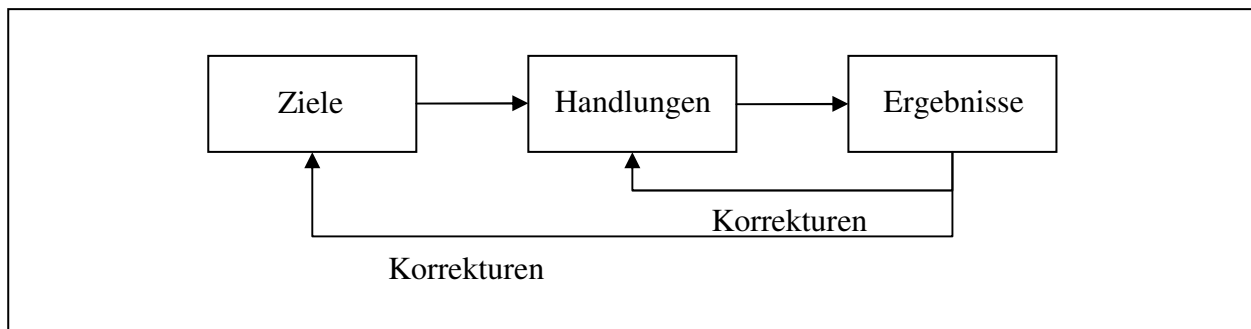 Ziele
Handlungen
Ergebnisse
Korrekturen
Korrekturen